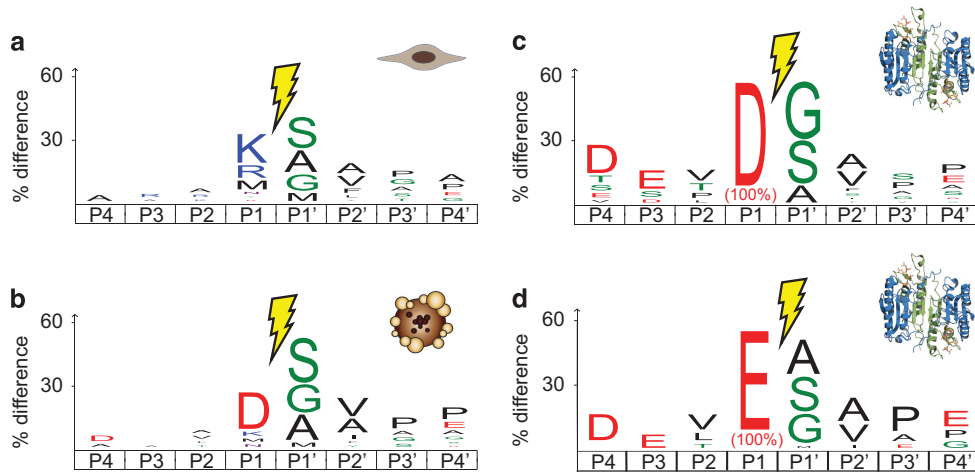 a
60
30
% difference
K
R
M
S
A
G
M
A
V
P
G
A
P
E
P4 P3 P2 P1 P1' P2' P3' P4'
b
60
30
% difference
D
A
D
K
M
S
G
A
M
V
A
I
P
A
S
P
E
A
P4 P3 P2 P1 P1' P2' P3' P4'
c
60
30
% difference
D
T
S
E
S
V
T
P
D
(100%)
G
S
A
A
V
S
P
P
E
A
P4 P3 P2 P1 P1' P2' P3' P4'
d
60
30
% difference
D
E
V
L
T
E
(100%)
A
S
G
A
V
P
A
E
E
P
G
P4 P3 P2 P1 P1' P2' P3' P4'